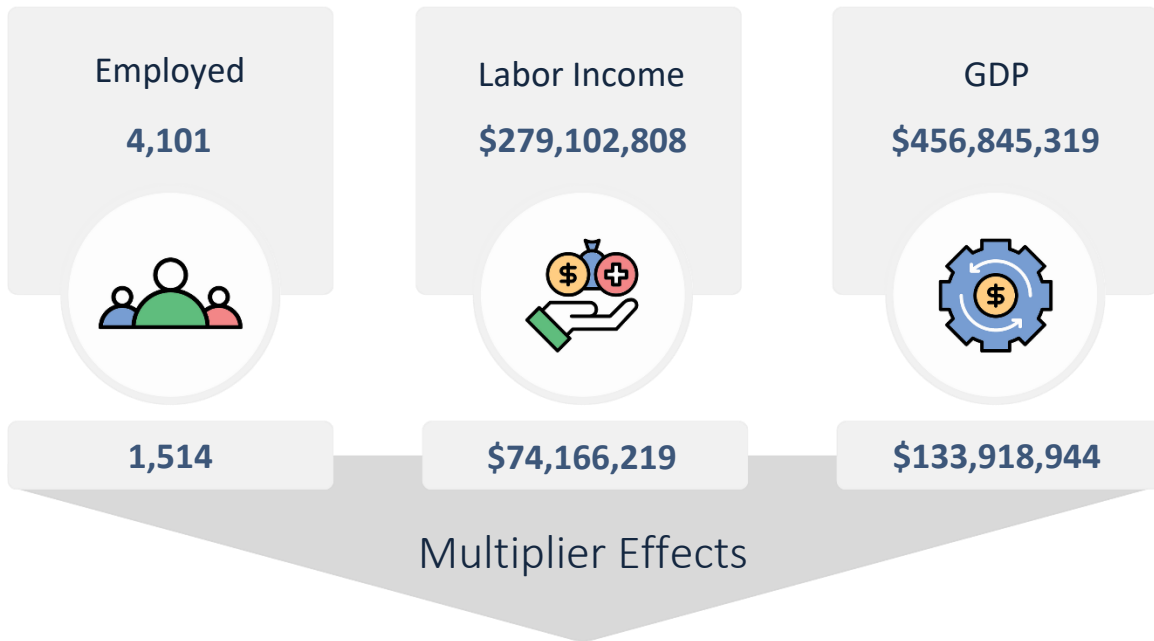 Employed
4,101
Labor Income
$279,102,808
GDP
$456,845,319
$
$
1,514
$74,166,219
$133,918,944
Multiplier Effects